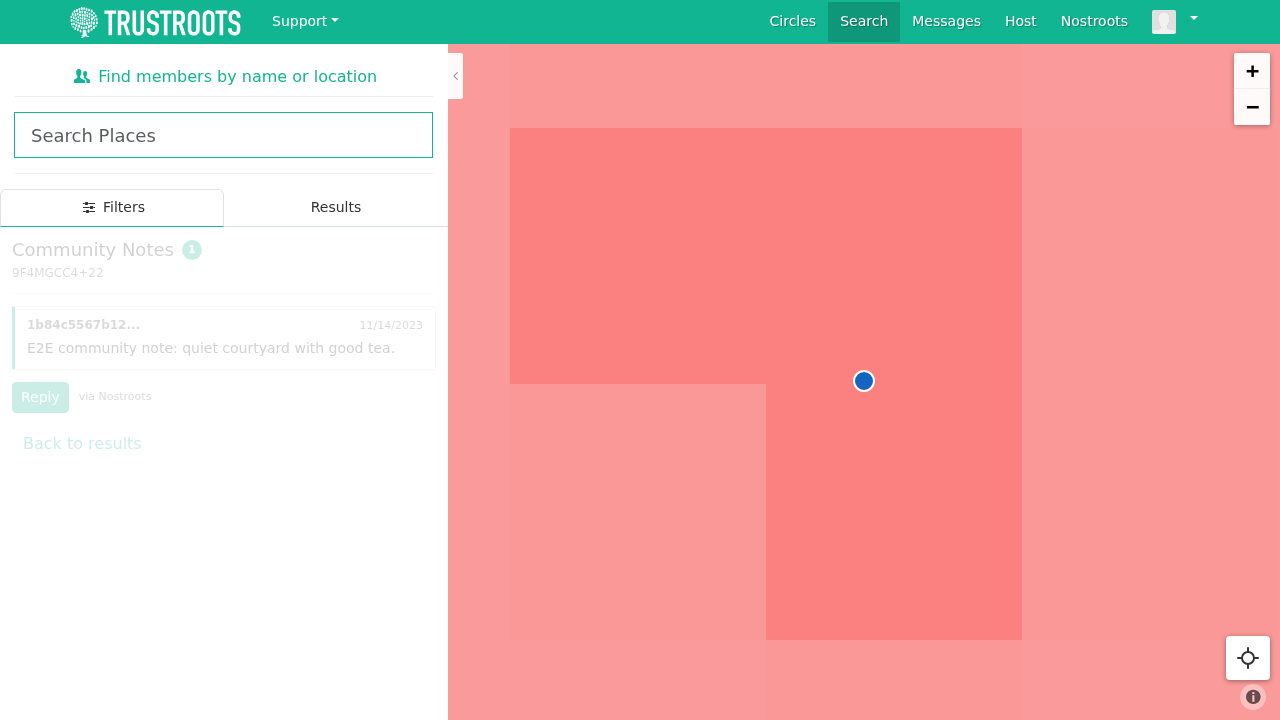 TRUSTROOTS
Support
Circles
Search
Messages
Host
Nostroots
Find members by name or location
Search Places
Filters
Results
Community Notes 1
9F4MGCC4+22
1b84c5567b12...
11/14/2023
E2E community note: quiet courtyard with good tea.
Reply
via Nostroots
Back to results
+
−